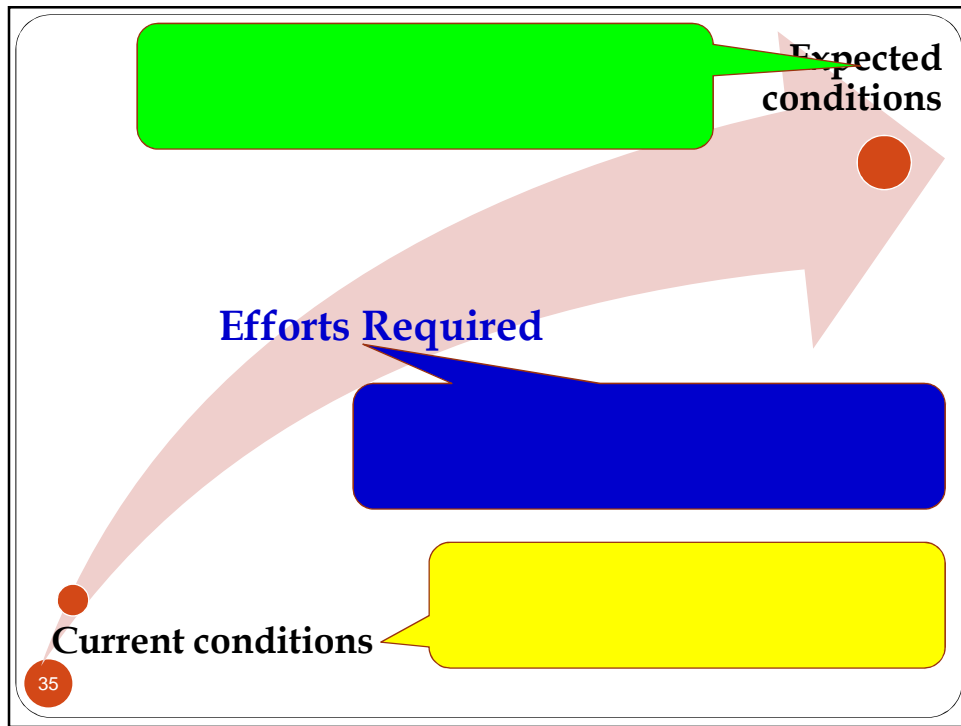 Expected
conditions
Efforts Required
Current conditions
35